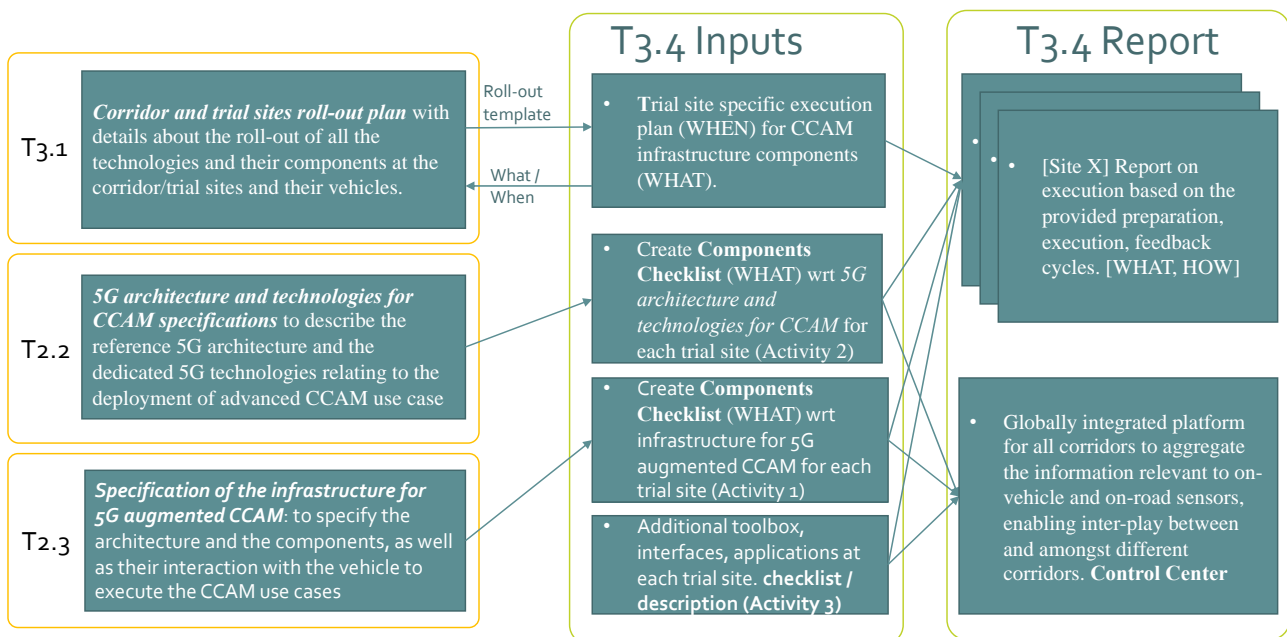 T3.1
Corridor and trial sites roll-out plan with
details about the roll-out of all the
technologies and their components at the
corridor/trial sites and their vehicles.
T2.2
5G architecture and technologies for
CCAM specifications to describe the
reference 5G architecture and the
dedicated 5G technologies relating to the
deployment of advanced CCAM use case
T2.3
Specification of the infrastructure for
5G augmented CCAM: to specify the
architecture and the components, as well
as their interaction with the vehicle to
execute the CCAM use cases
Roll-out
template
What /
When
T3.4 Inputs
• Trial site specific execution
plan (WHEN) for CCAM
infrastructure components
(WHAT).
• Create Components
Checklist (WHAT) wrt 5G
architecture and
technologies for CCAM for
each trial site (Activity 2)
• Create Components
Checklist (WHAT) wrt
infrastructure for 5G
augmented CCAM for each
trial site (Activity 1)
• Additional toolbox,
interfaces, applications at
each trial site. checklist /
description (Activity 3)
T3.4 Report
• [Site X] Report on
execution based on the
provided preparation,
execution, feedback
cycles. [WHAT, HOW]
• Globally integrated platform
for all corridors to aggregate
the information relevant to on-
vehicle and on-road sensors,
enabling inter-play between
and amongst different
corridors. Control Center